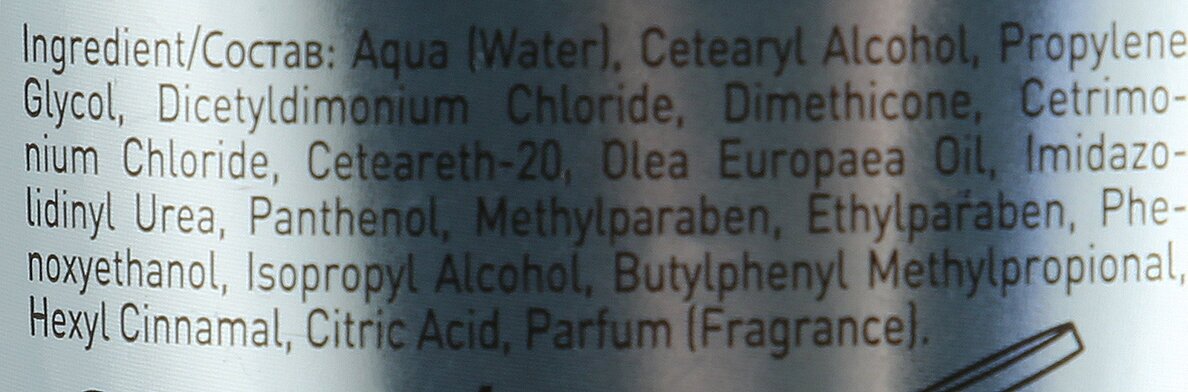 Ingredient/Состав: Aqua (Water), Cetearyl Alcohol, Propylene
Glycol, Dicetyldimonium Chloride, Dimethicone, Cetrimo-
nium Chloride, Ceteareth-20, Olea Europaea Oil, Imidazo-
lidinyl Urea, Panthenol, Methylparaben, Ethylparaben, Phe-
noxyethanol, Isopropyl Alcohol, Butylphenyl Methylpropional,
Hexyl Cinnamal, Citric Acid, Parfum (Fragrance).